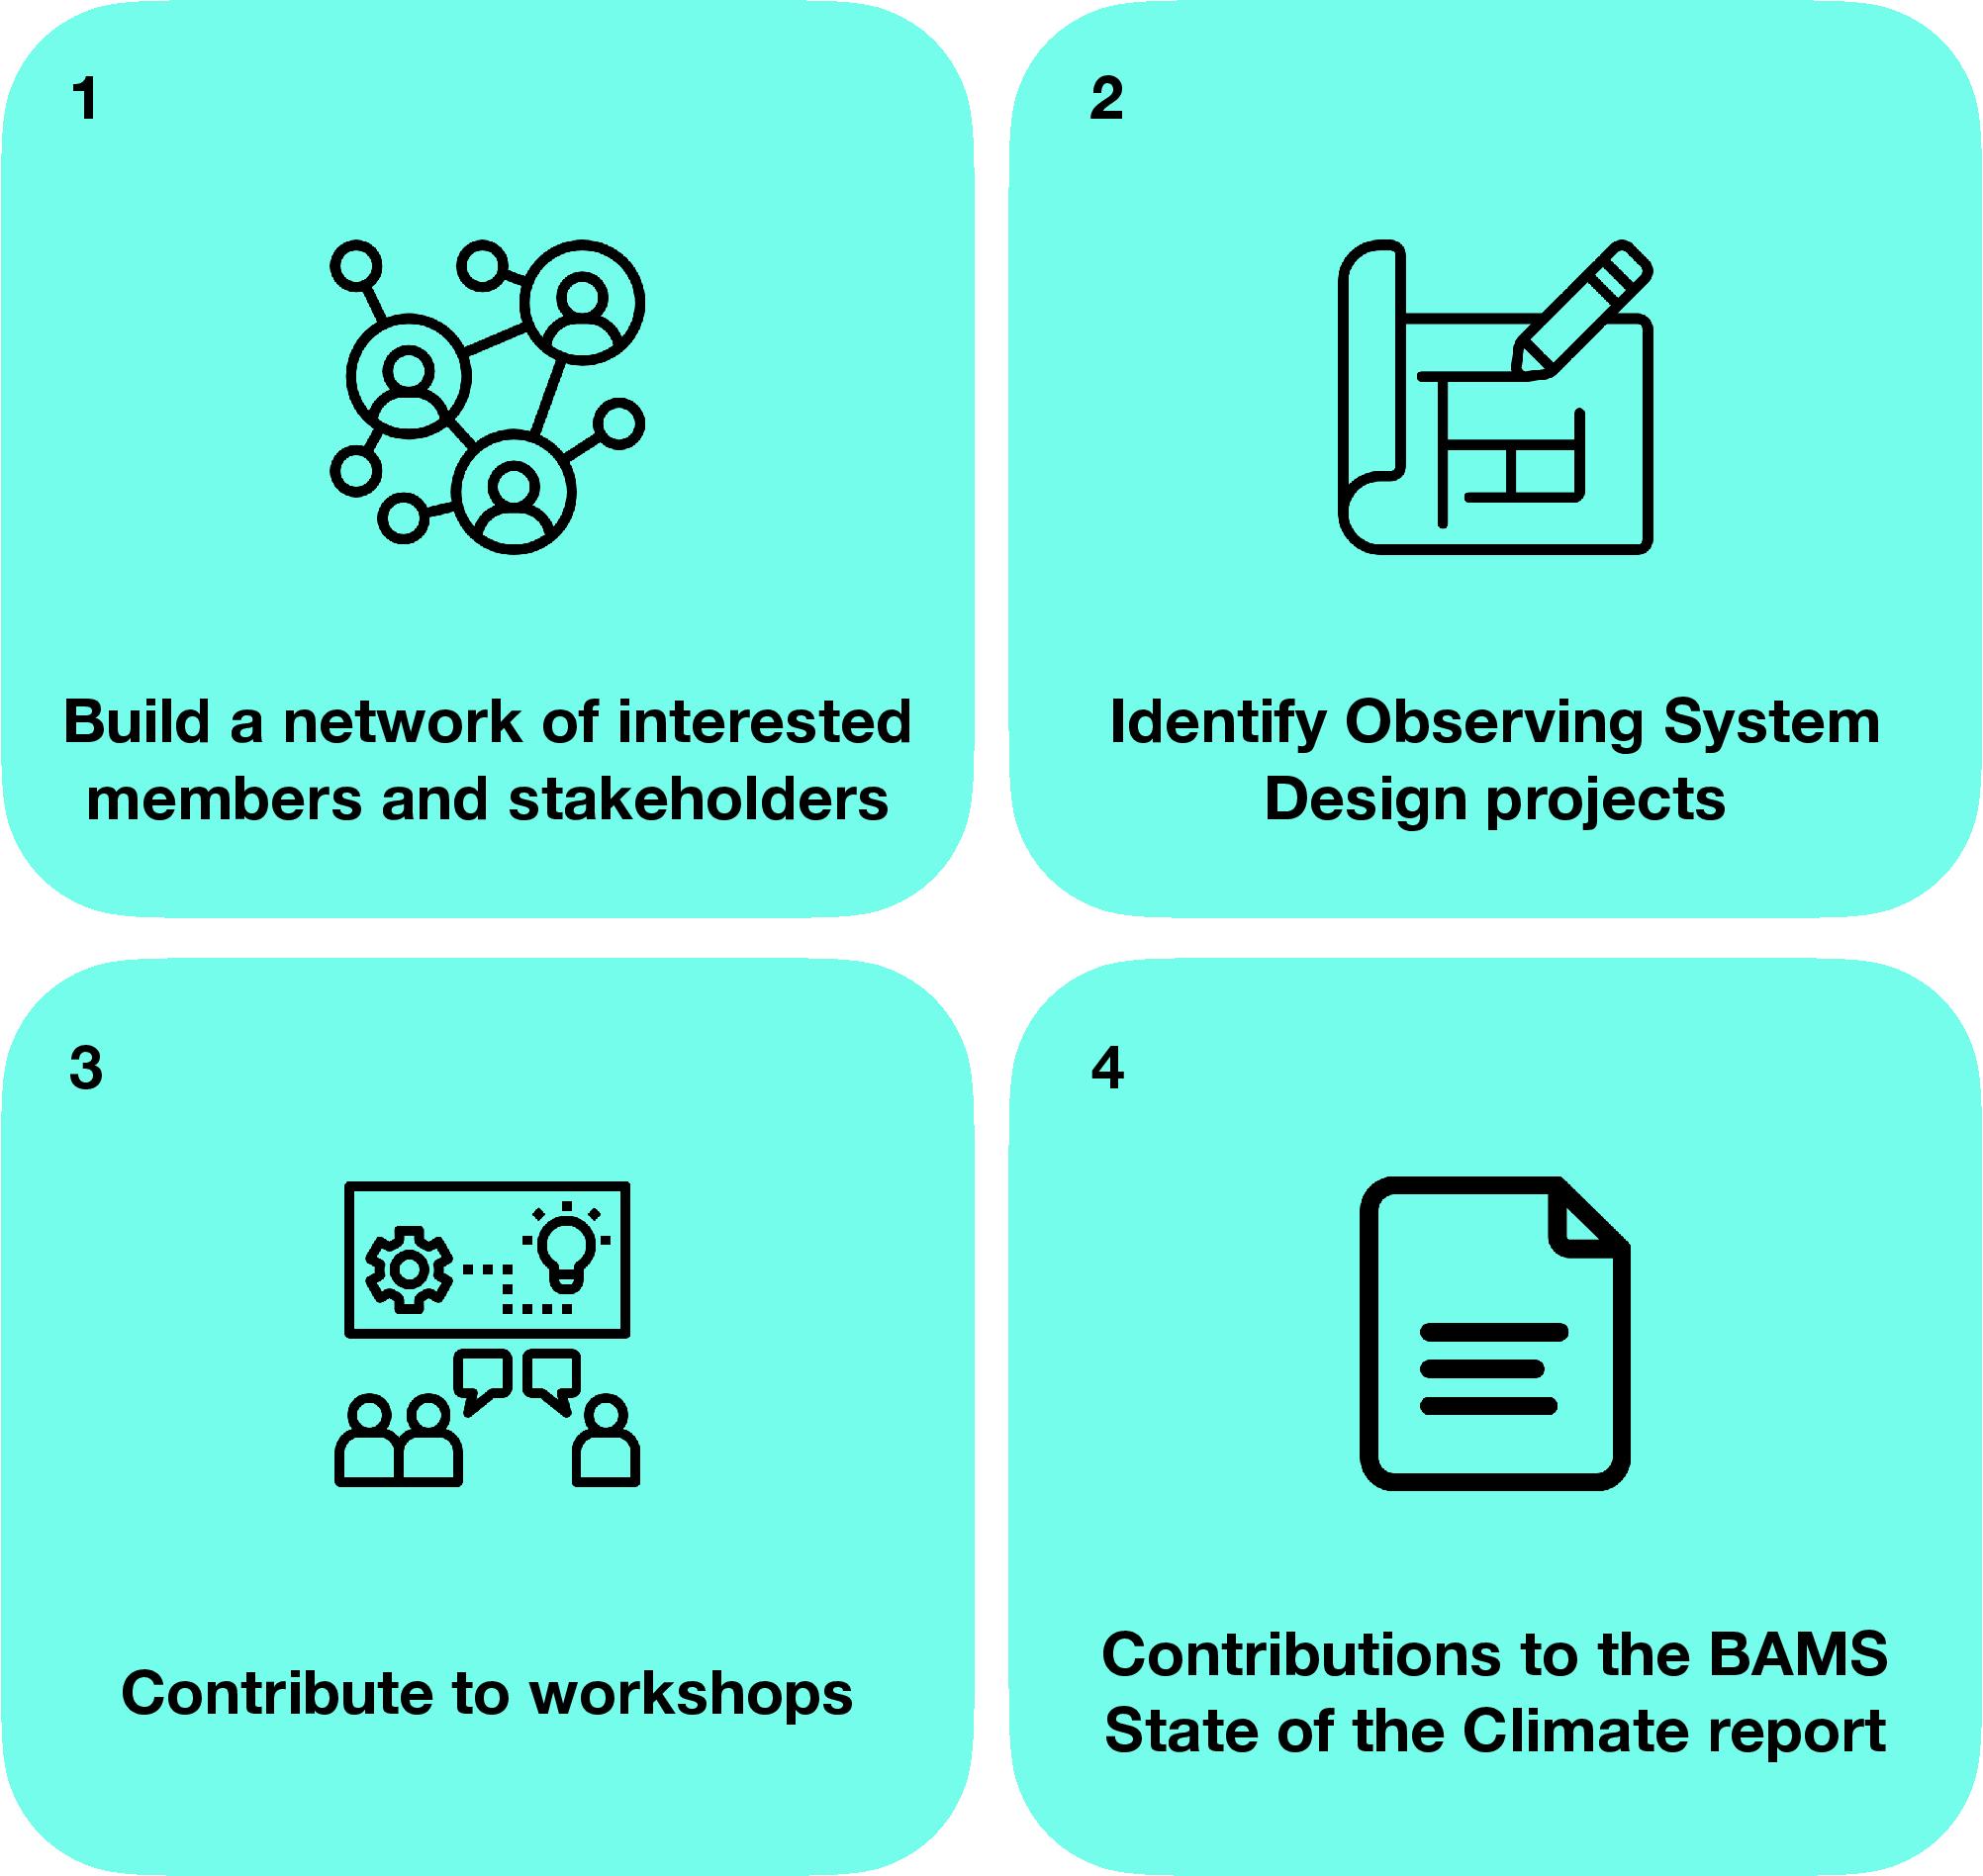 1
Build a network of interested
members and stakeholders
2
Identify Observing System
Design projects
3
Contribute to workshops
4
Contributions to the BAMS
State of the Climate report